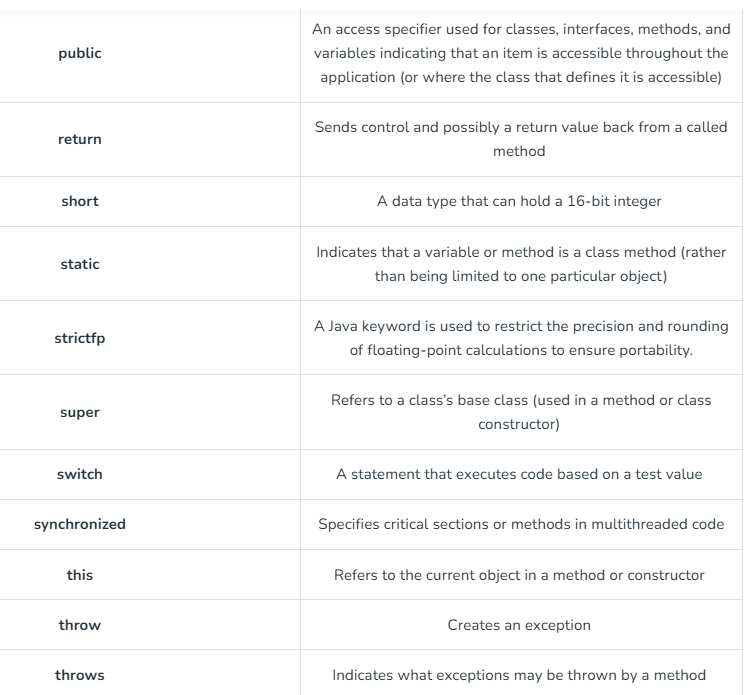 An access specifier used for classes, interfaces, methods, and
public
variables indicating that an item is accessible throughout the
application (or where the class that defines it is accessible)
return
Sends control and possibly a return value back from a called
method
short
A data type that can hold a 16-bit integer
static
Indicates that a variable or method is a class method (rather
than being limited to one particular object)
strictfp
A Java keyword is used to restrict the precision and rounding
of floating-point calculations to ensure portability.
super
Refers to a class’s base class (used in a method or class
constructor)
switch
A statement that executes code based on a test value
synchronized
Specifies critical sections or methods in multithreaded code
this
Refers to the current object in a method or constructor
throw
Creates an exception
throws
Indicates what exceptions may be thrown by a method